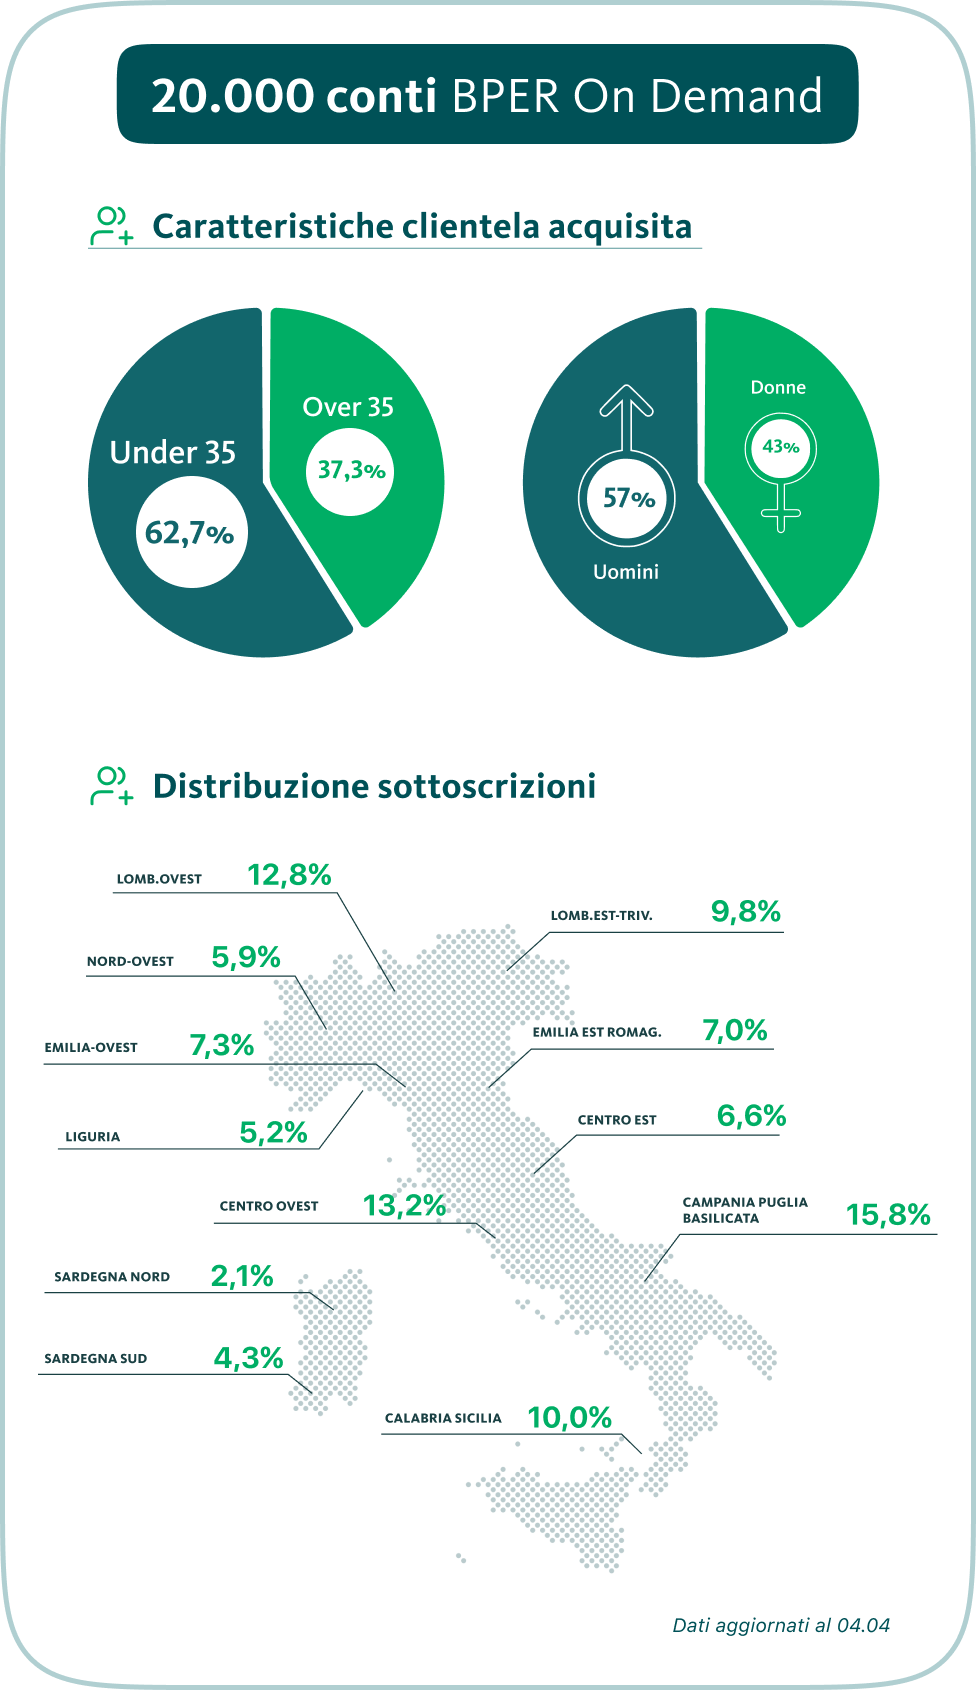 20.000 conti BPER On Demand
Caratteristiche clientela acquisita
Under 35
62,7%
Over 35
37,3%
57%
Uomini
Donne
43%
Distribuzione sottoscrizioni
LOMB.OVEST 12,8%
LOMB.EST-TRIV. 9,8%
NORD-OVEST 5,9%
EMILIA EST ROMAG. 7,0%
EMILIA-OVEST 7,3%
CENTRO EST 6,6%
LIGURIA 5,2%
CENTRO OVEST 13,2%
CAMPANIA PUGLIA
BASILICATA 15,8%
SARDEGNA NORD 2,1%
SARDEGNA SUD 4,3%
CALABRIA SICILIA 10,0%
Dati aggiornati al 04.04